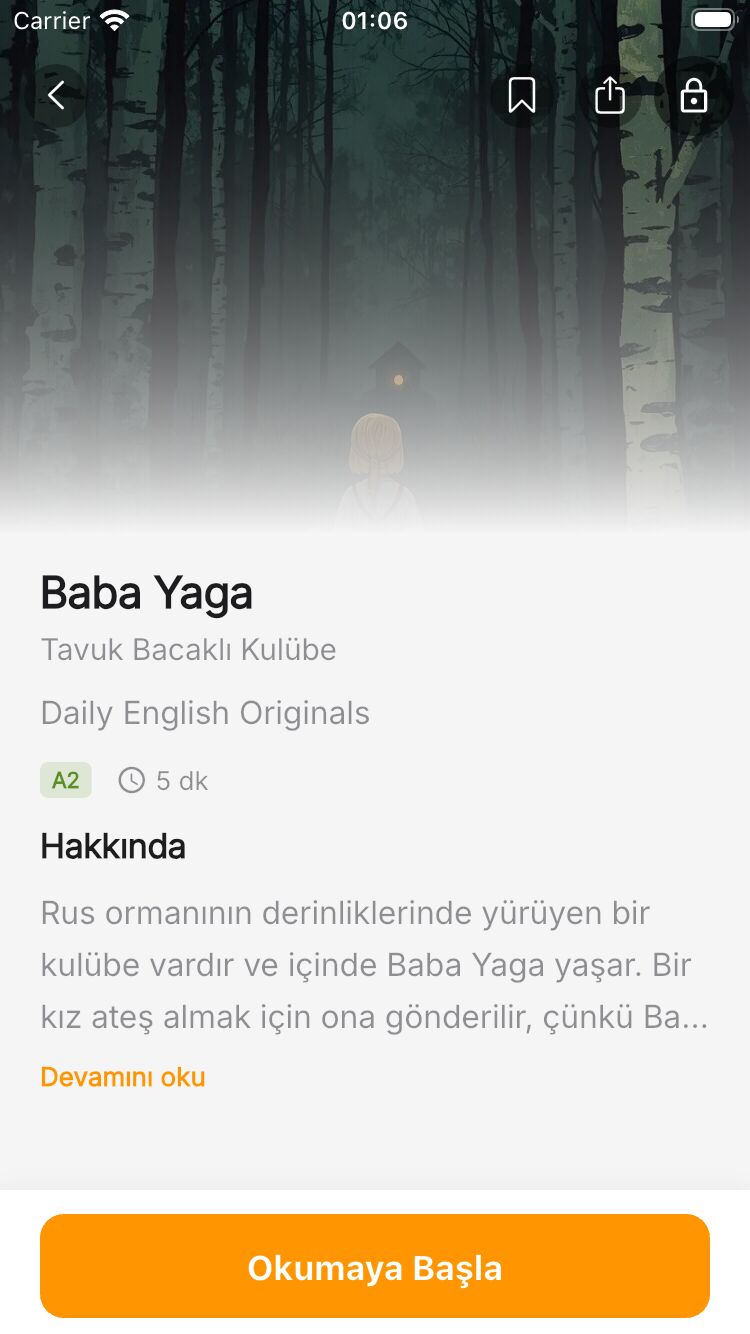 Carrier
01:06
Baba Yaga
Tavuk Bacaklı Kulübe
Daily English Originals
A2
5 dk
Hakkında
Rus ormanının derinliklerinde yürüyen bir
kulübe vardır ve içinde Baba Yaga yaşar. Bir
kız ateş almak için ona gönderilir, çünkü Ba...
Devamını oku
Okumaya Başla